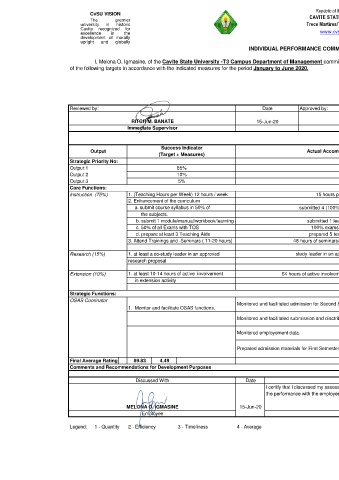 CvSU VISION
The premier
university in historic
Cavite recognized for
excellence in the
development of morally
upright and globally
Republic of
CAVITE STATE
Trece Martires
www.cvs
INDIVIDUAL PERFORMANCE COMM
I, Melona O. Igmasine, of the Cavite State University -T3 Campus Department of Management commi
of the following targets in accordance with the indicated measures for the period January to June 2020.
Reviewed by: Date Approved by:
BANATE 15-Jun-20
Immediate Supervisor
Output Success Indicator (Target + Measures) Actual Accom
Strategic Priority No:
Output 1 85%
Output 2 10%
Output 3 5%
Core Functions:
Instruction (75%) 1. (Teaching Hours per Week) 12 hours / week 15 hours p
2. Enhancement of the curriculum
a. submit course syllabus in 50% of submitted 4 (100%
the subjects.
b. submit 1 module/manual/workbook/learning submitted 1 lea
c. 50% of all Exams with TOS 100% exams
d. prepare at least 3 Teaching Aids prepared 5 te
3. Attend Trainings and Seminars ( 11-20 hours) 48 hours of seminars
Research (15%) 1. at least a co-study leader in an approved study leader in an ap
research proposal
Extension (10%) 1. at least 10-14 hours of active involvement 84 hours of active involvem
in extension activity
Strategic Functions:
OSAS Coordinator 1. Monitor and facilitate OSAS functions. Monitored and facilitated admission for Second
Monitored and facilitated submission and distrib
Monitored employement data.
Prepared admission materials for First Semeste
Final Average Rating 89.83 4.49
Comments and Recommendations for Development Purposes
Discussed With Date
I certify that I discussed my assess
the performance with the employee
MELONA O. IGMASINE 15-Jun-20
Employee
Legend: 1 - Quantity 2 - Efficiency 3 - Timeliness 4 - Average